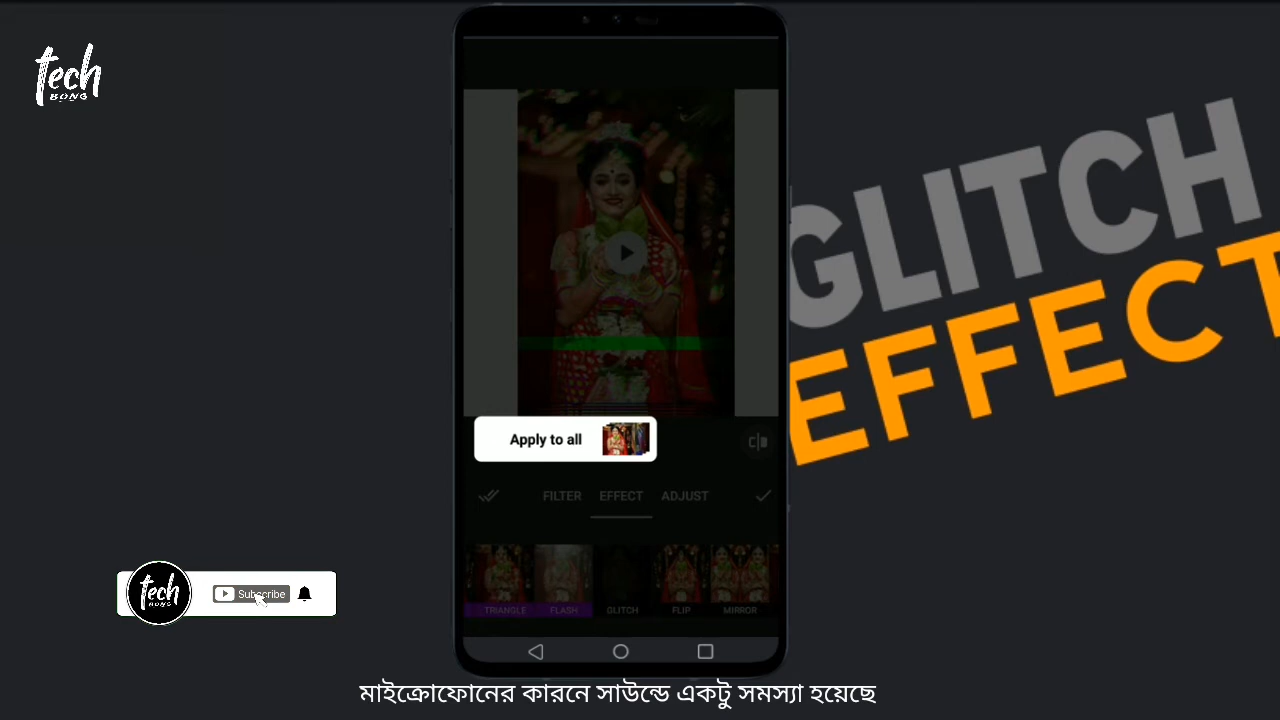 tech
BONG
GLITCH
EFFECT
Apply to all
FILTER EFFECT ADJUST
TRIANGLE FLASH GLITCH FLIP MIRROR
tech
BONG
Subscribe
মাইক্রোফোনের কারনে সাউন্ডে একটু সমস্যা হয়েছে